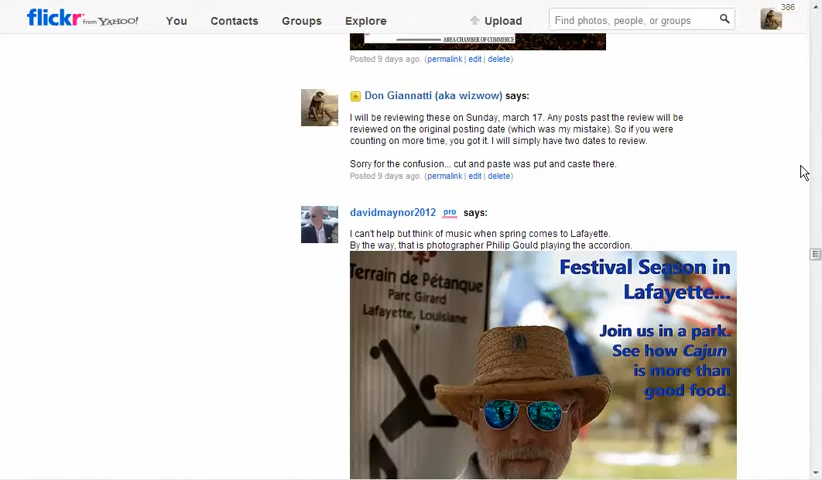 386
flickr from YAHOO! You Contacts Groups Explore Upload Find photos, people, or Groups
AREA CHAMBER OF COMMERCE
Posted 9 days ago. (permalink | edit | delete)
Don Giannatti (aka wizwow) says:
I will be reviewing these on Sunday, march 17. Any posts past the review will be
reviewed on the original posting date (which was my mistake). So if you were
counting on more time, you got it. I will simply have two dates to review.
Sorry for the confusion... cut and paste was put and caste there.
Posted 9 days ago. (permalink | edit | delete)
davidmaynor2012 pro says:
I can't help but think of music when spring comes to Lafayette.
By the way, that is photographer Philip Gould playing the accordion.
Terrain de Pétanque
Parc Girard
Lafayette, Louisiana
Festival Season in
Lafayette...
Join us in a park.
See how Cajun
is more than
good food.